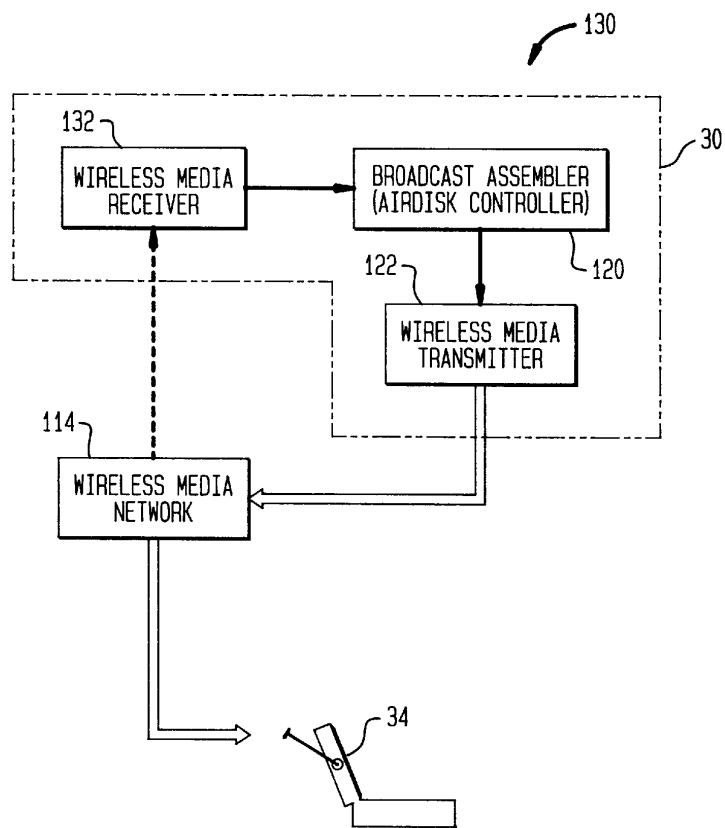 130
132
30
WIRELESS MEDIA
RECEIVER
BROADCAST ASSEMBLER
(AIRDISK CONTROLLER)
122
120
WIRELESS MEDIA
TRANSMITTER
114
WIRELESS MEDIA
NETWORK
34